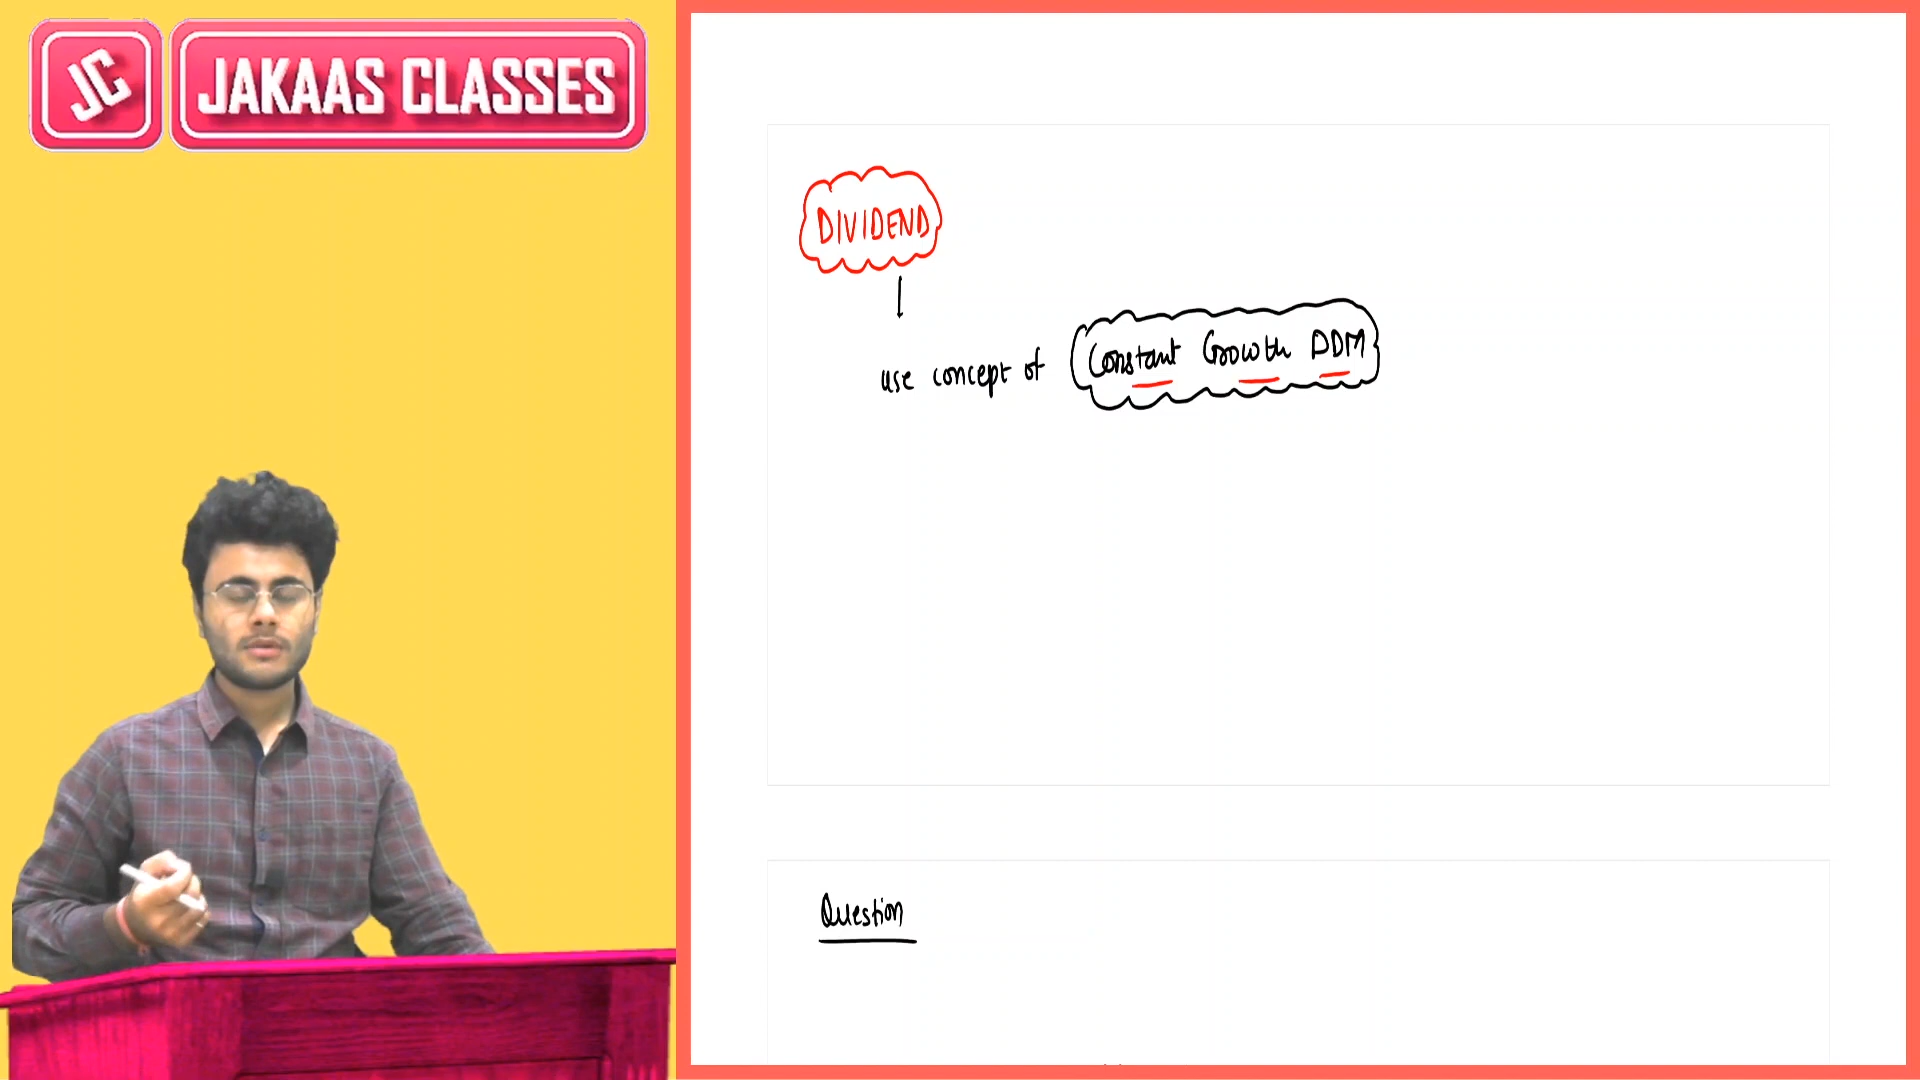 JC JAKAAS CLASSES
DIVIDEND
use concept of Constant Growth DDM
Question